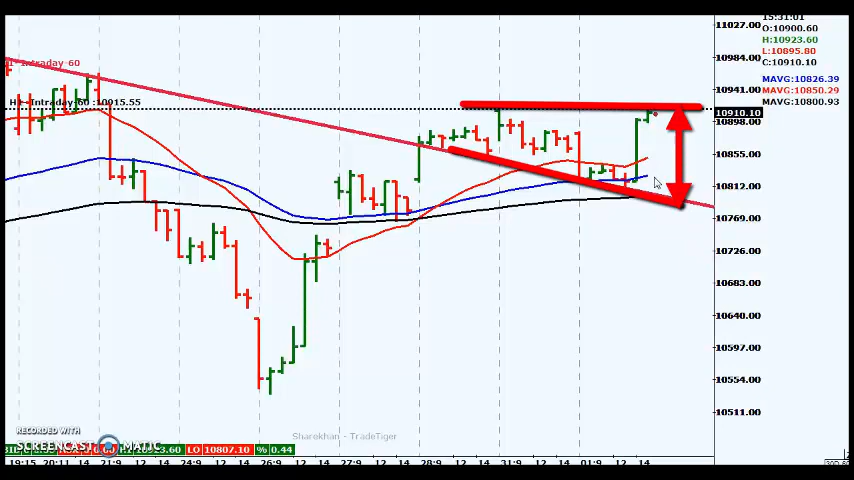 11027.00
15:31:01
O:10900.60
H:10923.60
L:10895.80
C:10910.10
10984.00
MAVG:10826.39
MAVG:10850.29
MAVG:10800.93
10941.00
Intraday-60 :10015.55
10910.10
10898.00
10855.00
10812.00
10769.00
10726.00
10683.00
10640.00
10597.00
10554.00
10511.00
RECORDED WITH
SCREENCAST MATIC
Sharekhan - TradeTiger
LO 10807.10
% 0.44
19:15 20:11 14 21:9 12 14 24:9 12 14 26:9 12 14 27:9 12 14 28:9 12 14 31:9 12 14 01:9 12 14